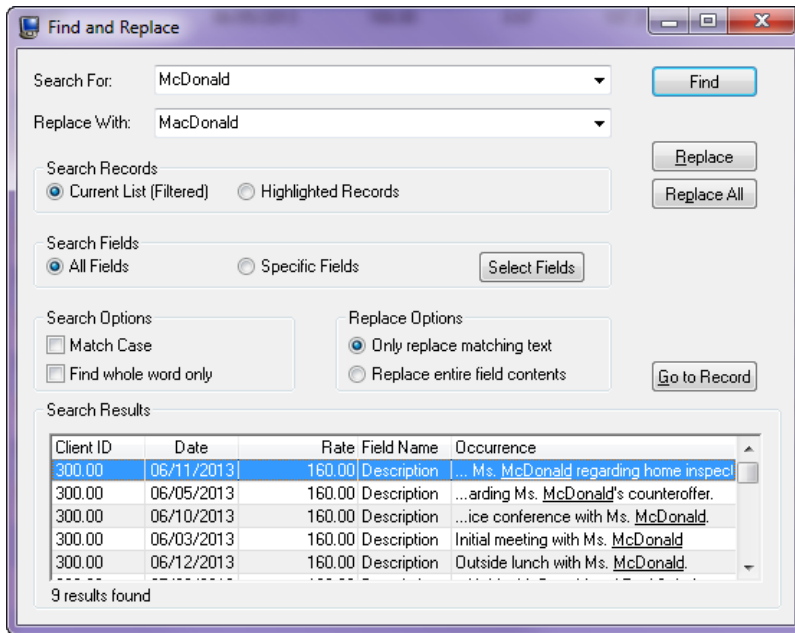 Find and Replace
Search For: McDonald Find
Replace With: MacDonald
Replace
Search Records
Current List (Filtered) Highlighted Records Replace All
Search Fields
All Fields Specific Fields Select Fields
Search Options Replace Options
Match Case Only replace matching text
Find whole word only Replace entire field contents Go to Record
Search Results
Client ID Date Rate Field Name Occurrence
300.00 06/11/2013 160.00 Description ... Ms. McDonald regarding home inspec
300.00 06/05/2013 160.00 Description ...arding Ms. McDonald's counteroffer.
300.00 06/10/2013 160.00 Description ...ice conference with Ms. McDonald.
300.00 06/03/2013 160.00 Description Initial meeting with Ms. McDonald
300.00 06/12/2013 160.00 Description Outside lunch with Ms. McDonald.
9 results found